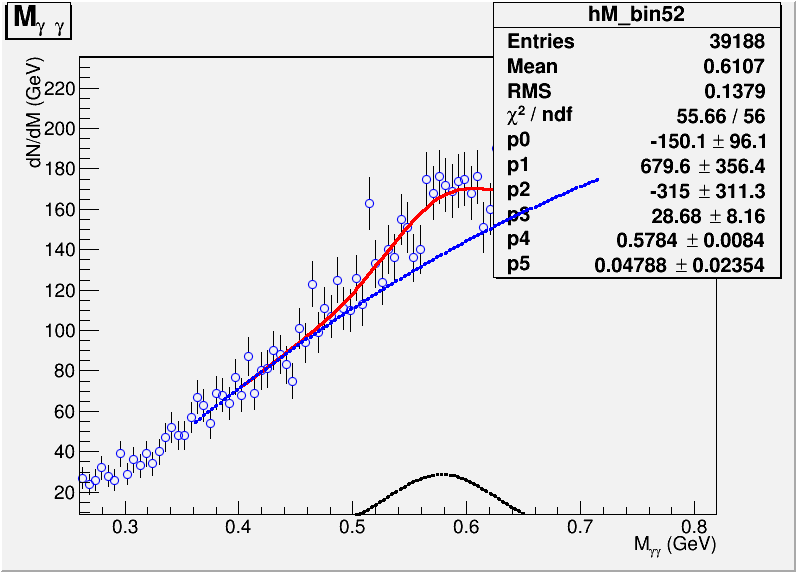 M γ γ
hM_bin52
Entries 39188
Mean 0.6107
RMS 0.1379
χ² / ndf 55.66 / 56
p0 -150.1 ± 96.1
p1 679.6 ± 356.4
p2 -315 ± 311.3
p3 28.68 ± 8.16
p4 0.5784 ± 0.0084
p5 0.04788 ± 0.02354
dN/dM (GeV)
220
200
180
160
140
120
100
80
60
40
20
0.3 0.4 0.5 0.6 0.7 0.8
M γγ (GeV)